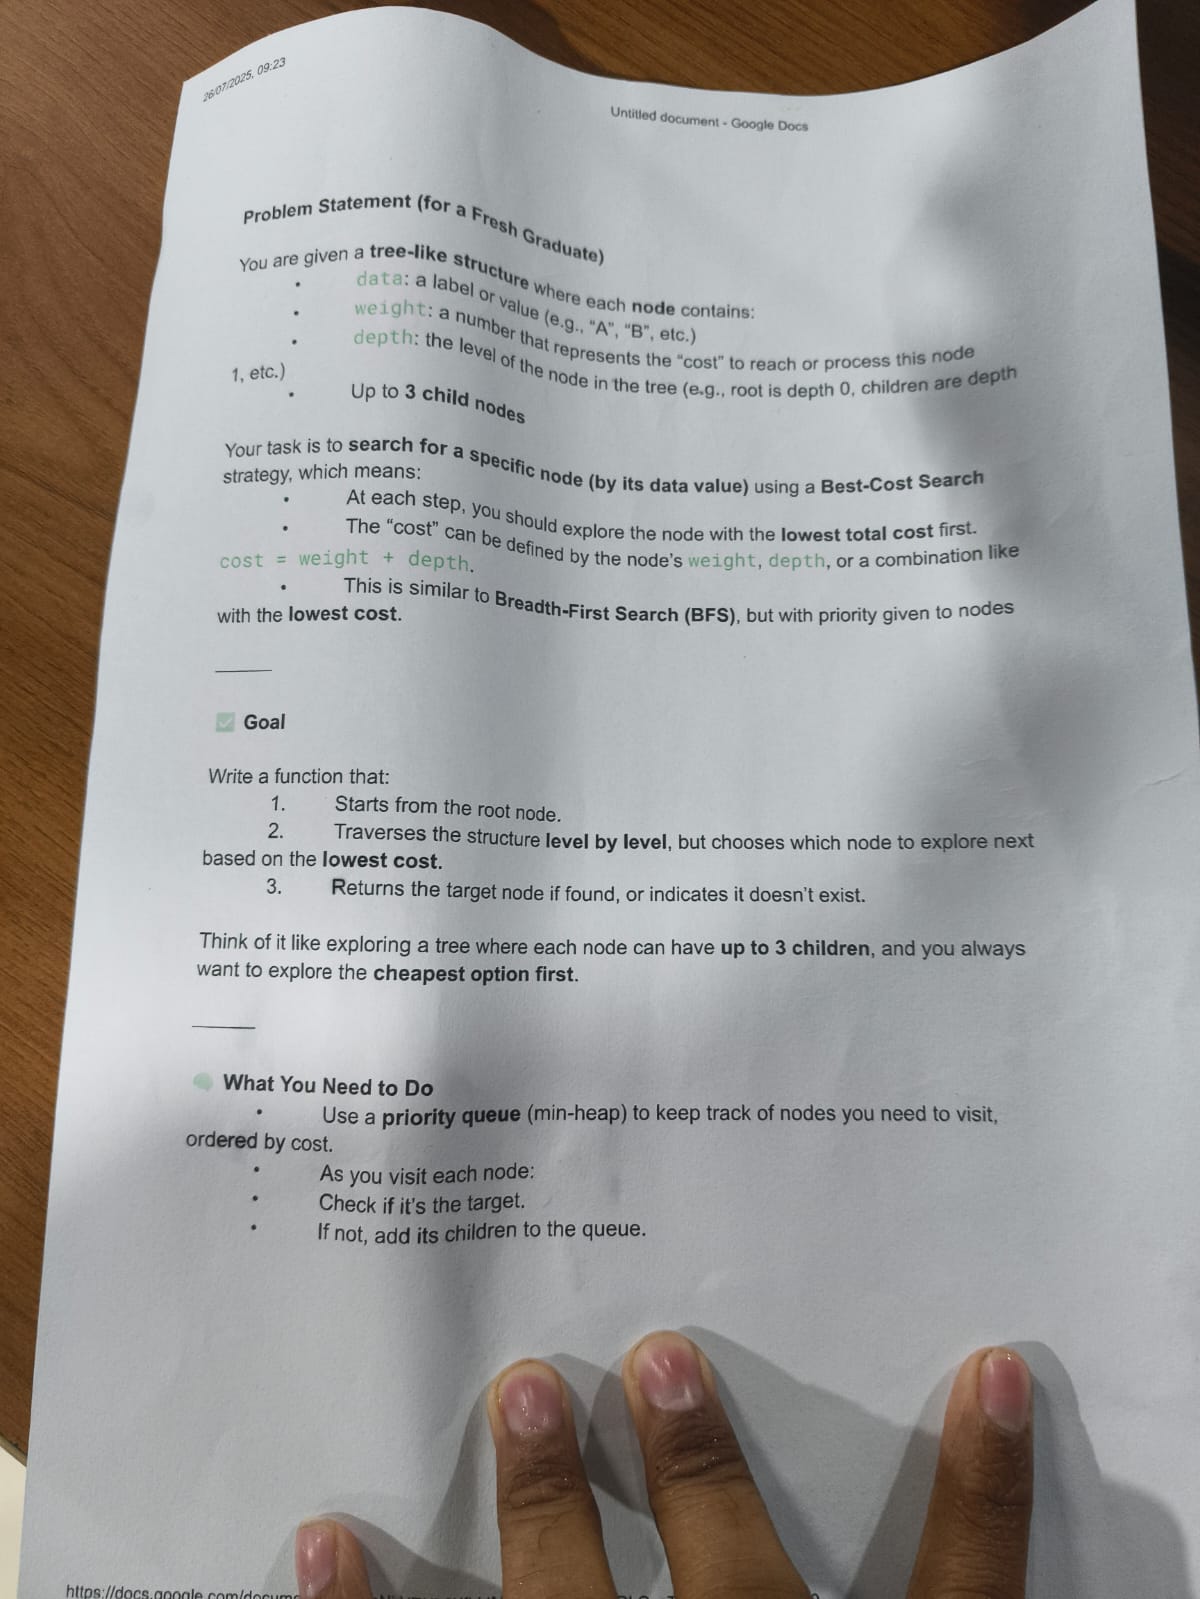 26/07/2025, 09:23
Untitled document - Google Docs
Problem Statement (for a Fresh Graduate)
You are given a tree-like structure where each node contains:
• data: a label or value (e.g., “A”, “B”, etc.)
• weight: a number that represents the “cost” to reach or process this node
• depth: the level of the node in the tree (e.g., root is depth 0, children are depth
1, etc.)
• Up to 3 child nodes
Your task is to search for a specific node (by its data value) using a Best-Cost Search
strategy, which means:
• At each step, you should explore the node with the lowest total cost first.
• The “cost” can be defined by the node’s weight, depth, or a combination like
cost = weight + depth.
• This is similar to Breadth-First Search (BFS), but with priority given to nodes
with the lowest cost.
Goal
Write a function that:
1. Starts from the root node.
2. Traverses the structure level by level, but chooses which node to explore next
based on the lowest cost.
3. Returns the target node if found, or indicates it doesn’t exist.
Think of it like exploring a tree where each node can have up to 3 children, and you always
want to explore the cheapest option first.
What You Need to Do
• Use a priority queue (min-heap) to keep track of nodes you need to visit,
ordered by cost.
• As you visit each node:
• Check if it’s the target.
• If not, add its children to the queue.
https://docs.google.com/docume